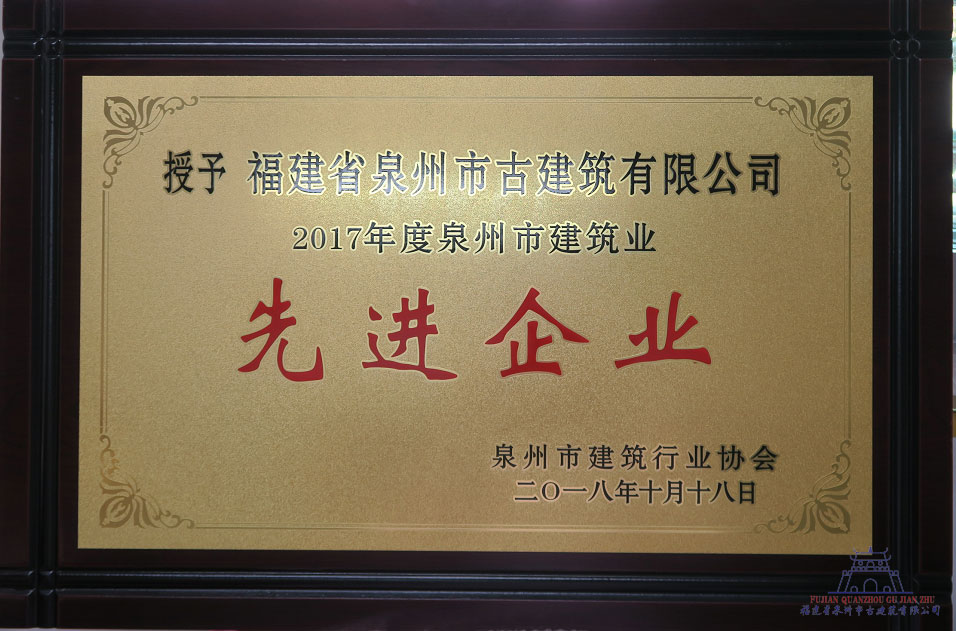 授予 福建省泉州市古建筑有限公司
2017年度泉州市建筑业
先进企业
泉州市建筑行业协会
二〇一八年十月十八日
FUJIAN QUANZHOU GU JIAN ZHU
福建省泉州市古建筑有限公司